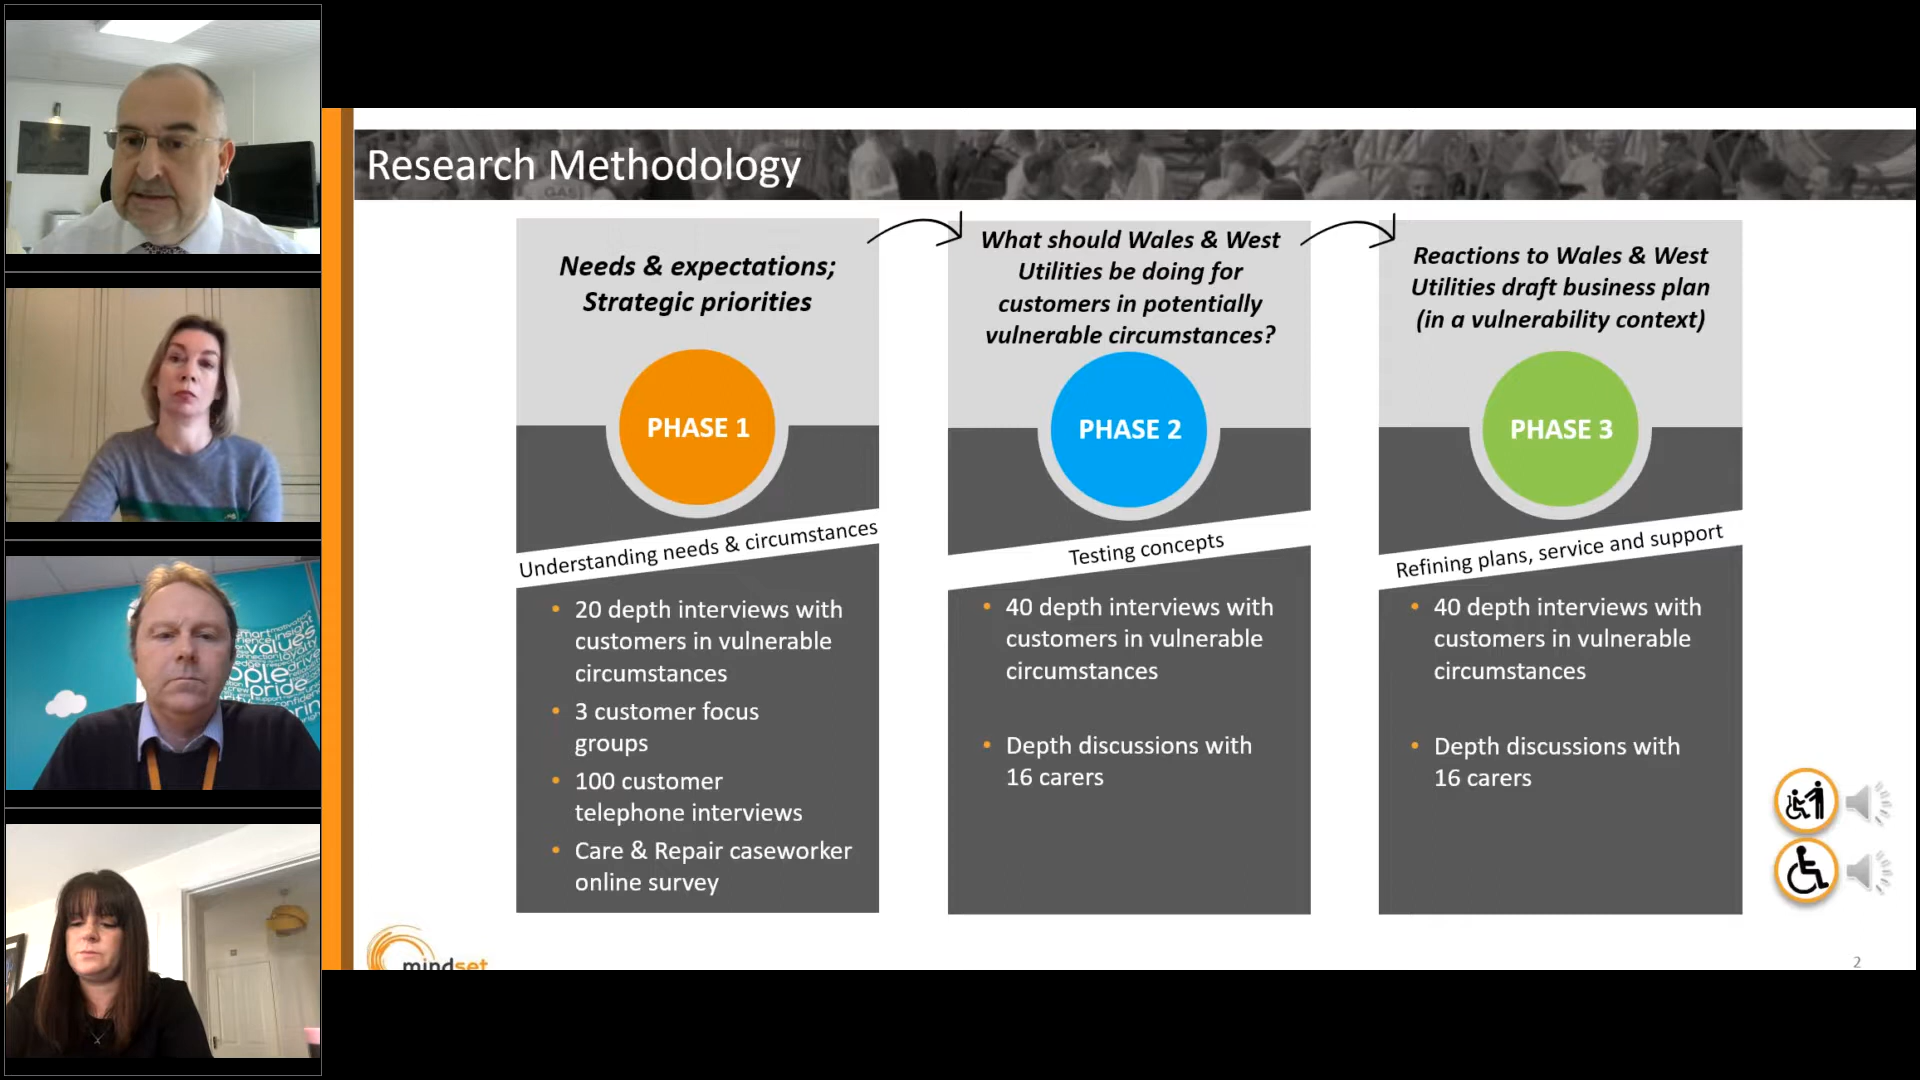 Research Methodology
Needs & expectations;
Strategic priorities
PHASE 1
Understanding needs & circumstances
• 20 depth interviews with
customers in vulnerable
circumstances
• 3 customer focus
groups
• 100 customer
telephone interviews
• Care & Repair caseworker
online survey
What should Wales & West
Utilities be doing for
customers in potentially
vulnerable circumstances?
PHASE 2
Testing concepts
• 40 depth interviews with
customers in vulnerable
circumstances
• Depth discussions with
16 carers
Reactions to Wales & West
Utilities draft business plan
(in a vulnerability context)
PHASE 3
Refining plans, service and support
• 40 depth interviews with
customers in vulnerable
circumstances
• Depth discussions with
16 carers
mindset
2
values
pride